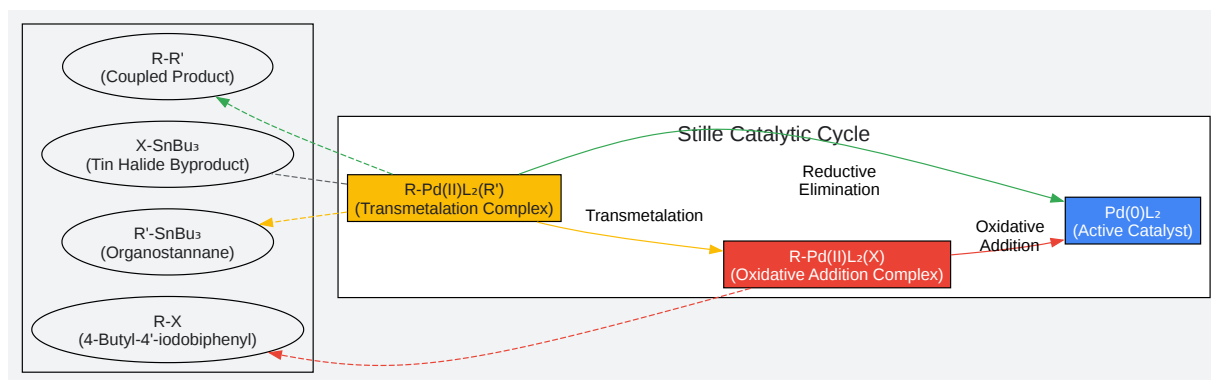 R-R'
(Coupled Product)
X-SnBu₃
(Tin Halide Byproduct)
R'-SnBu₃
(Organostannane)
R-X
(4-Butyl-4'-iodobiphenyl)
Stille Catalytic Cycle
R-Pd(II)L₂(R')
(Transmetalation Complex)
Transmetalation
Reductive
Elimination
R-Pd(II)L₂(X)
(Oxidative Addition Complex)
Oxidative
Addition
Pd(0)L₂
(Active Catalyst)